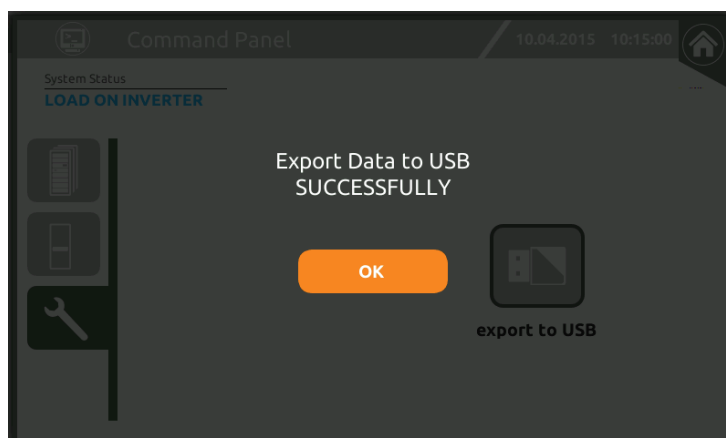 Command Panel
10.04.2015 10:15:00
System Status
LOAD ON INVERTER
...
Export Data to USB
SUCCESSFULLY
OK
export to USB